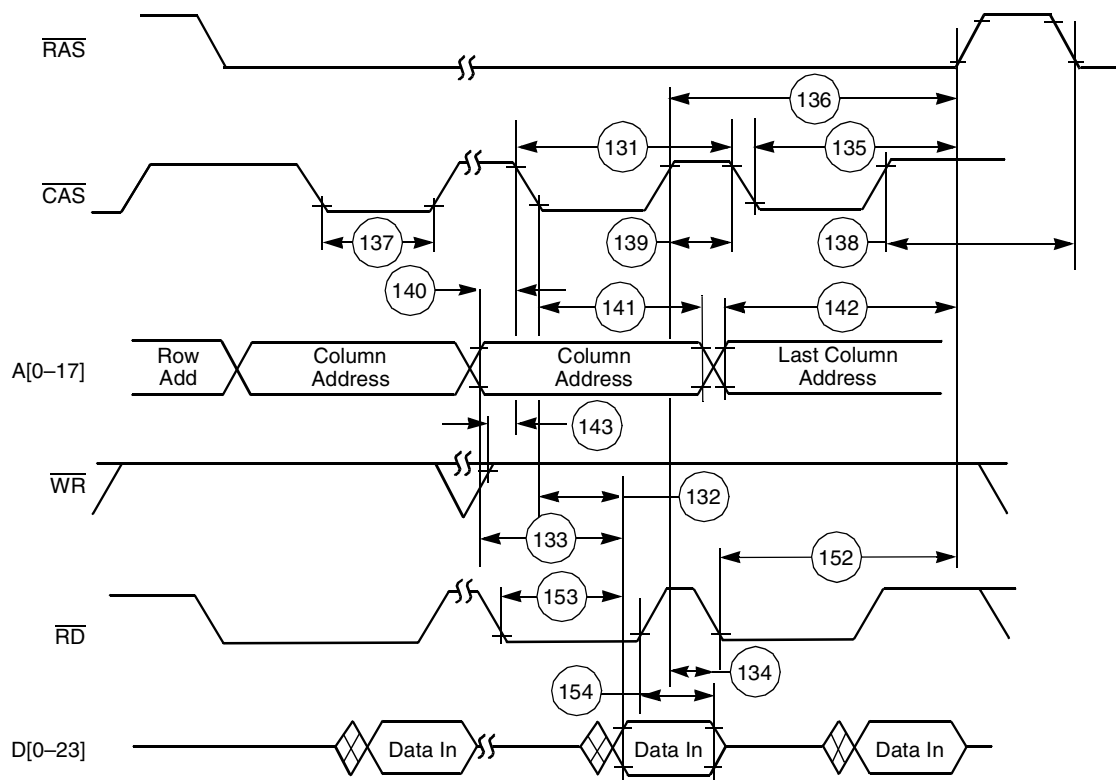 RAS
136
131
135
CAS
137
139
138
140
141
142
A[0–17]
Row
Add
Column
Address
Column
Address
Last Column
Address
143
WR
132
133
152
153
RD
134
154
D[0–23]
Data In
Data In
Data In